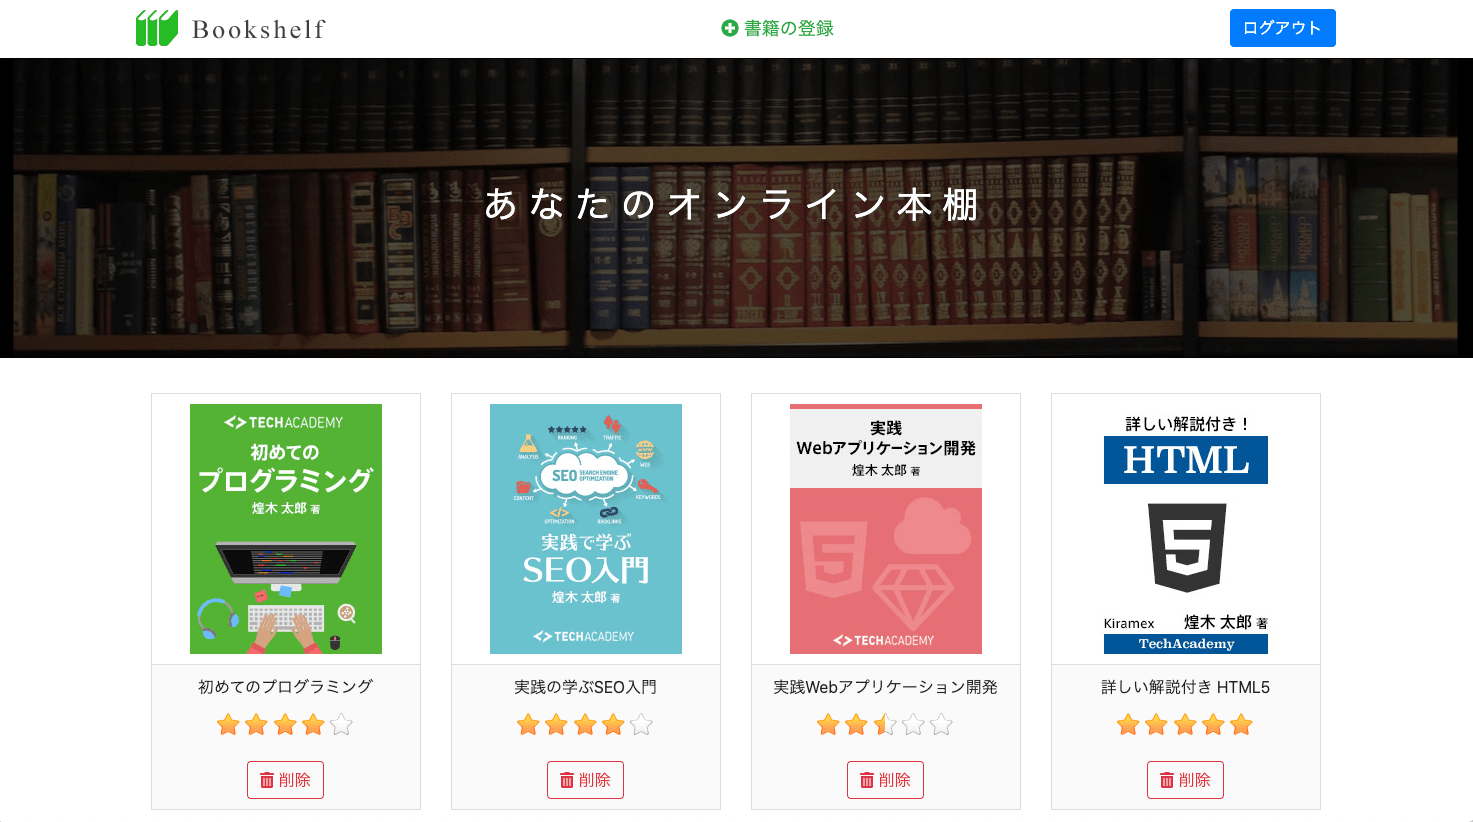 Bookshelf
書籍の登録
ログアウト
あなたのオンライン本棚
TECHACADEMY
初めての
プログラミング
煌木 太郎 著
RANKING
TRAFFIC
ANALYSIS
WWW
WEB
SEO SEARCH ENGINE
OPTIMIZATION
CONTENT
KEYWORDS
OPTIMIZATION
BACKLINKS
実践で学ぶ
SEO入門
煌木 太郎 著
TECHACADEMY
実践
Webアプリケーション開発
煌木 太郎 著
TECHACADEMY
詳しい解説付き！
HTML
5
Kiramex 煌木 太郎 著
TechAcademy
初めてのプログラミング
実践の学ぶSEO入門
実践Webアプリケーション開発
詳しい解説付き HTML5
削除
削除
削除
削除